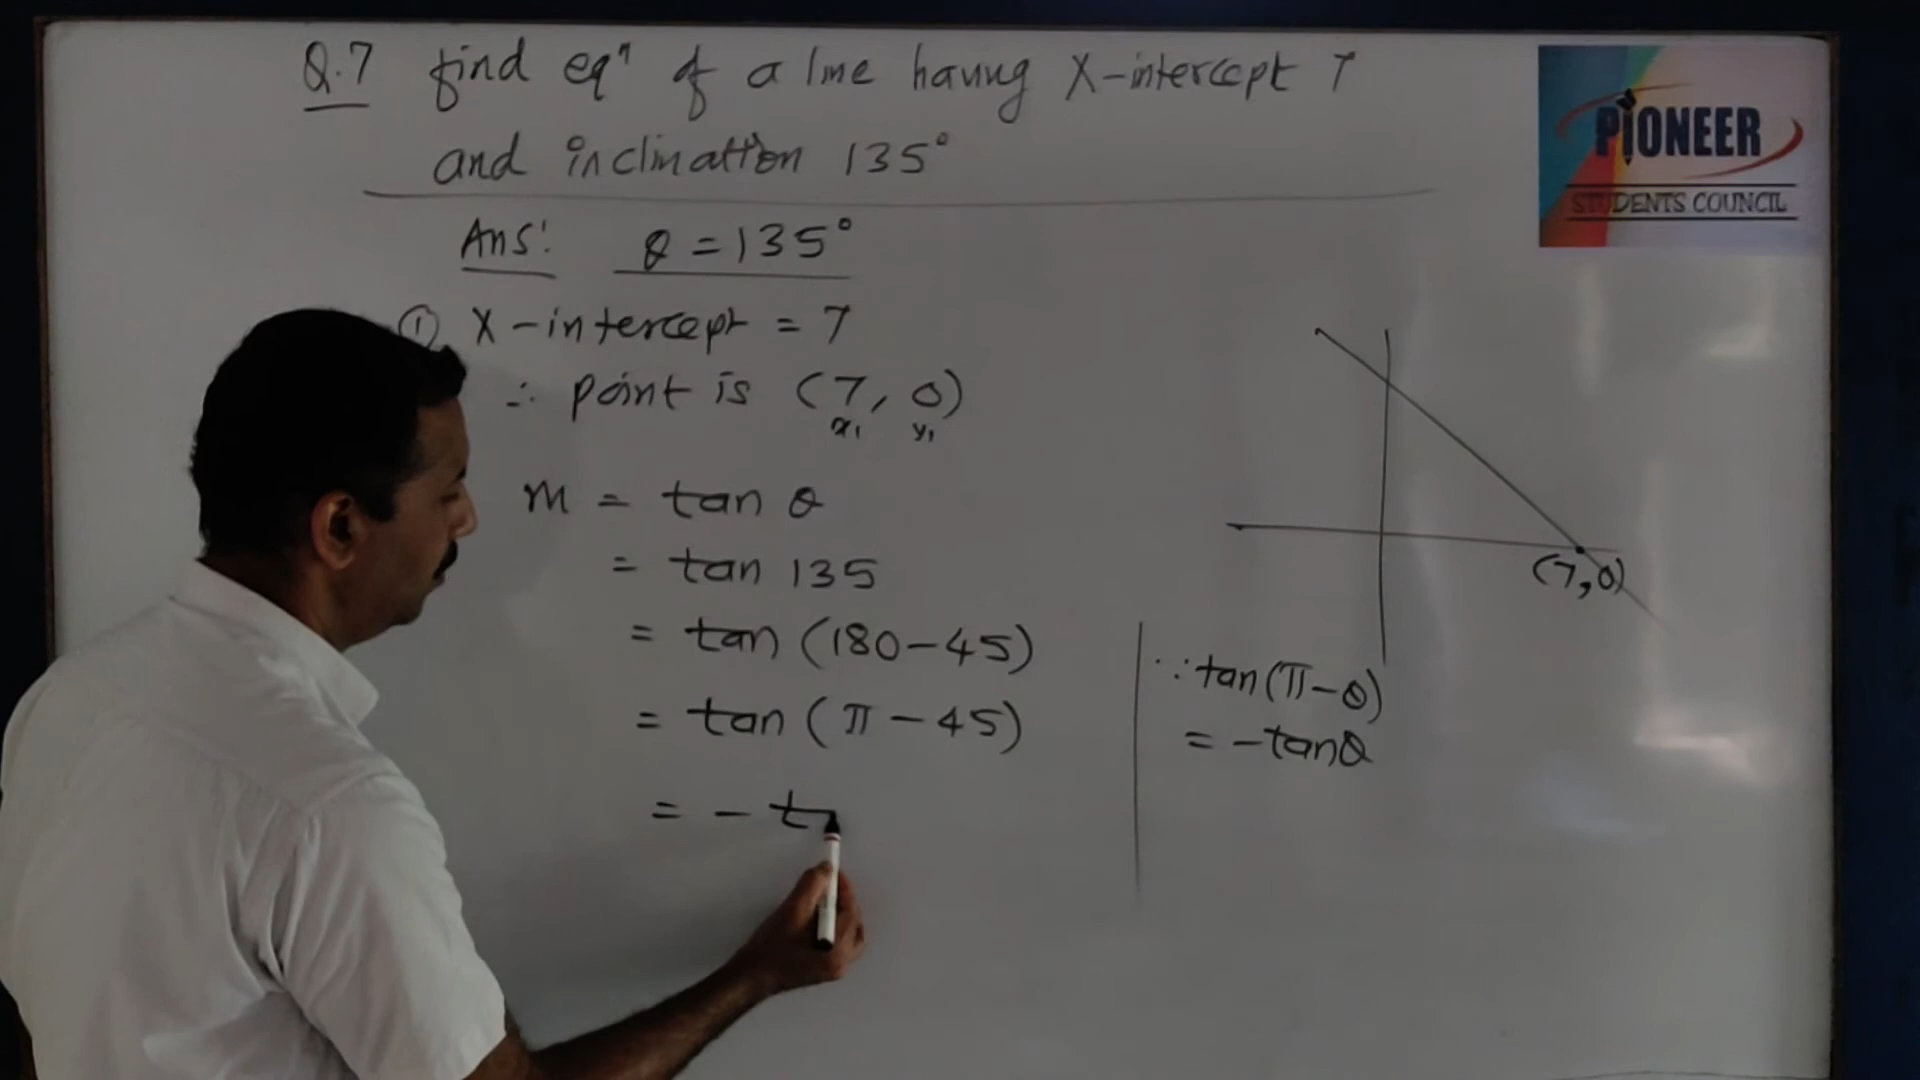 Q.7 find eqⁿ of a line having X-intercept 7
and inclination 135°
Ans: θ = 135°
① X-intercept = 7
∴ point is (7, 0)
x₁ y₁
m = tan θ
= tan 135
= tan (180-45)
= tan (π - 45)
= - t
(7,0)
∵ tan(π-θ)
= -tanθ
PIONEER
STUDENTS COUNCIL